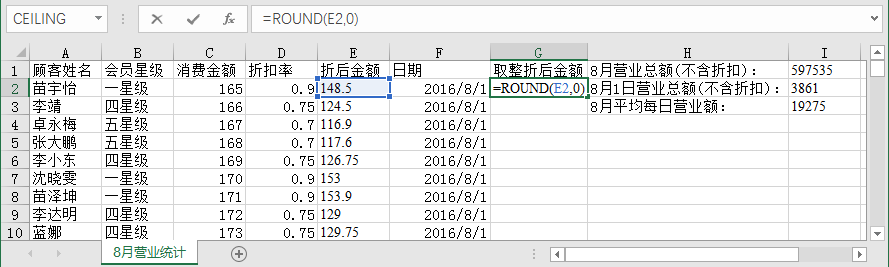 CEILING =ROUND(E2,0)
A B C D E F G H I
1 顾客姓名 会员星级 消费金额 折扣率 折后金额 日期 取整折后金额 8月营业总额(不含折扣): 597535
2 苗宇怡 一星级 165 0.9 148.5 2016/8/1 =ROUND(E2,0) 8月1日营业总额(不含折扣): 3861
3 李靖 四星级 166 0.75 124.5 2016/8/1 8月平均每日营业额: 19275
4 卓永梅 五星级 167 0.7 116.9 2016/8/1
5 张大鹏 五星级 168 0.7 117.6 2016/8/1
6 李小东 四星级 169 0.75 126.75 2016/8/1
7 沈晓雯 一星级 170 0.9 153 2016/8/1
8 苗泽坤 一星级 171 0.9 153.9 2016/8/1
9 李达明 四星级 172 0.75 129 2016/8/1
10 蓝娜 四星级 173 0.75 129.75 2016/8/1
8月营业统计